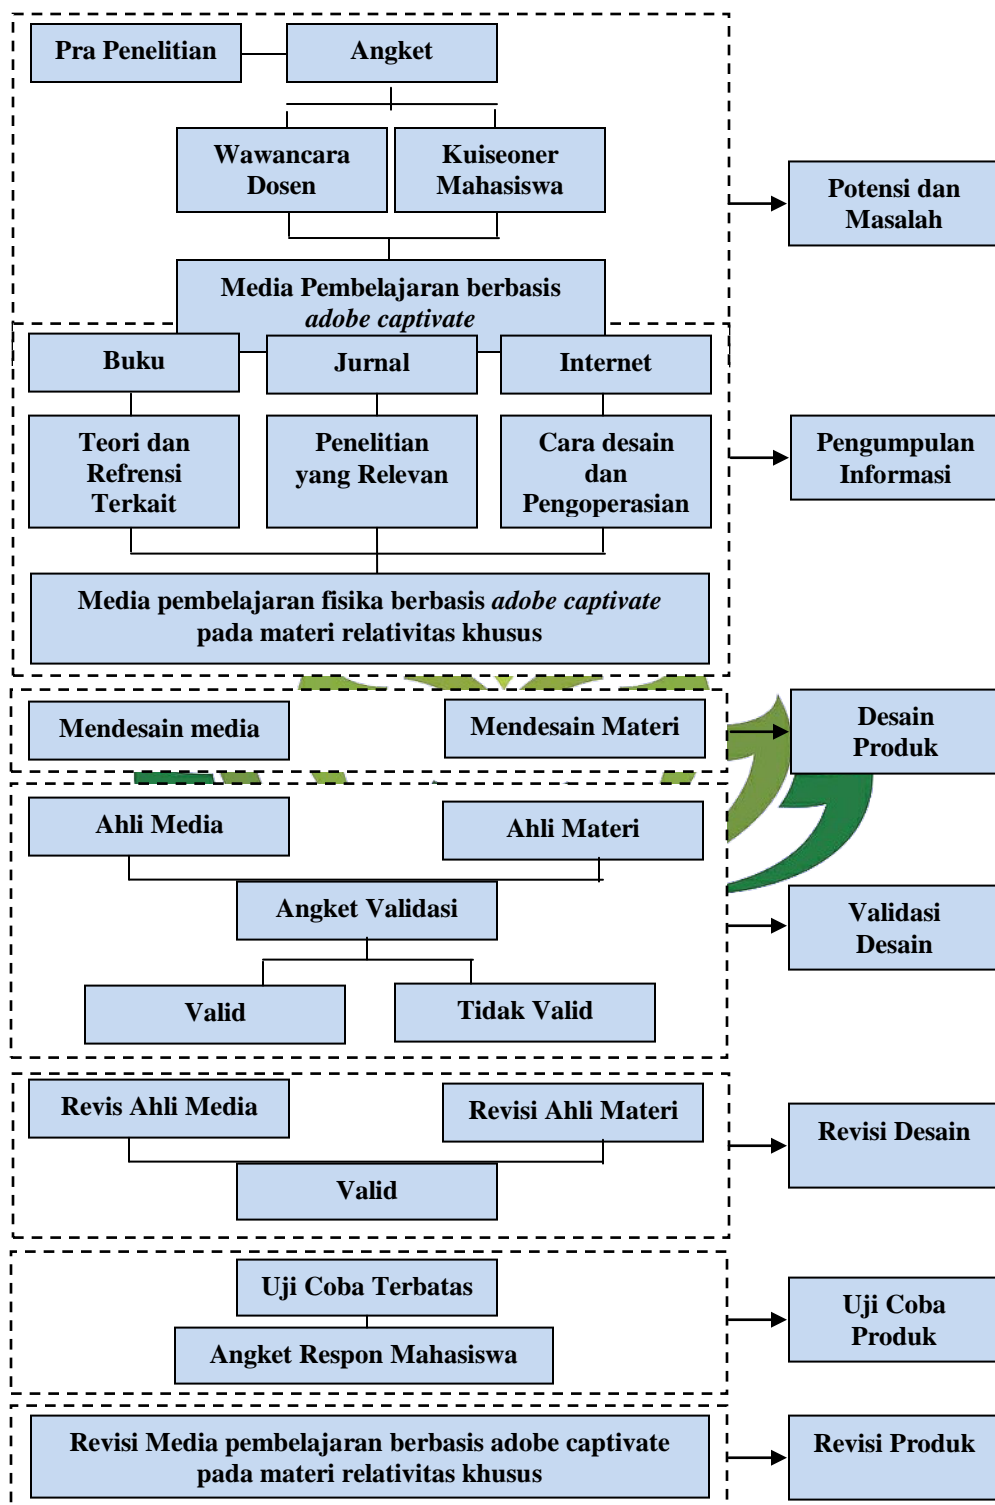 Pra Penelitian
Angket
Wawancara
Dosen
Kuiseoner
Mahasiswa
Potensi dan
Masalah
Media Pembelajaran berbasis
adobe captivate
Buku
Jurnal
Internet
Teori dan
Refrensi
Terkait
Penelitian
yang Relevan
Cara desain
dan
Pengoperasian
Pengumpulan
Informasi
Media pembelajaran fisika berbasis adobe captivate
pada materi relativitas khusus
Mendesain media
Mendesain Materi
Desain
Produk
Ahli Media
Ahli Materi
Angket Validasi
Valid
Tidak Valid
Validasi
Desain
Revis Ahli Media
Revisi Ahli Materi
Valid
Revisi Desain
Uji Coba Terbatas
Angket Respon Mahasiswa
Uji Coba
Produk
Revisi Media pembelajaran berbasis adobe captivate
pada materi relativitas khusus
Revisi Produk